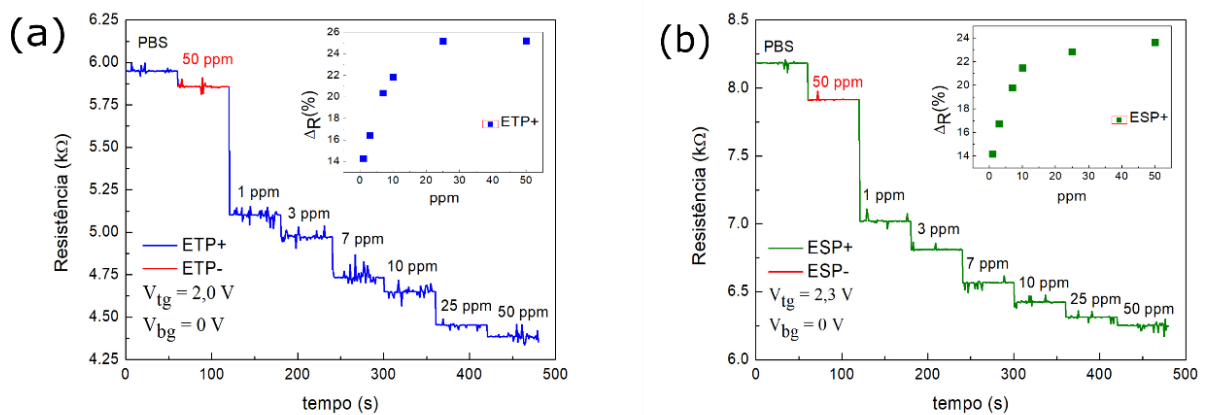 (a)
6.25
6.00
5.75
5.50
5.25
5.00
4.75
4.50
4.25
Resistência (kΩ)
PBS
50 ppm
1 ppm
3 ppm
7 ppm
10 ppm
25 ppm
50 ppm
ETP+
ETP-
Vtg = 2,0 V
Vbg = 0 V
0 100 200 300 400 500
tempo (s)
26
24
22
20
18
16
14
ΔR(%)
ETP+
0 10 20 30 40 50
ppm
(b)
8.5
8.0
7.5
7.0
6.5
6.0
Resistência (kΩ)
PBS
50 ppm
1 ppm
3 ppm
7 ppm
10 ppm
25 ppm
50 ppm
ESP+
ESP-
Vtg = 2,3 V
Vbg = 0 V
0 100 200 300 400 500
tempo (s)
24
22
20
18
16
14
ΔR(%)
ESP+
0 10 20 30 40 50
ppm